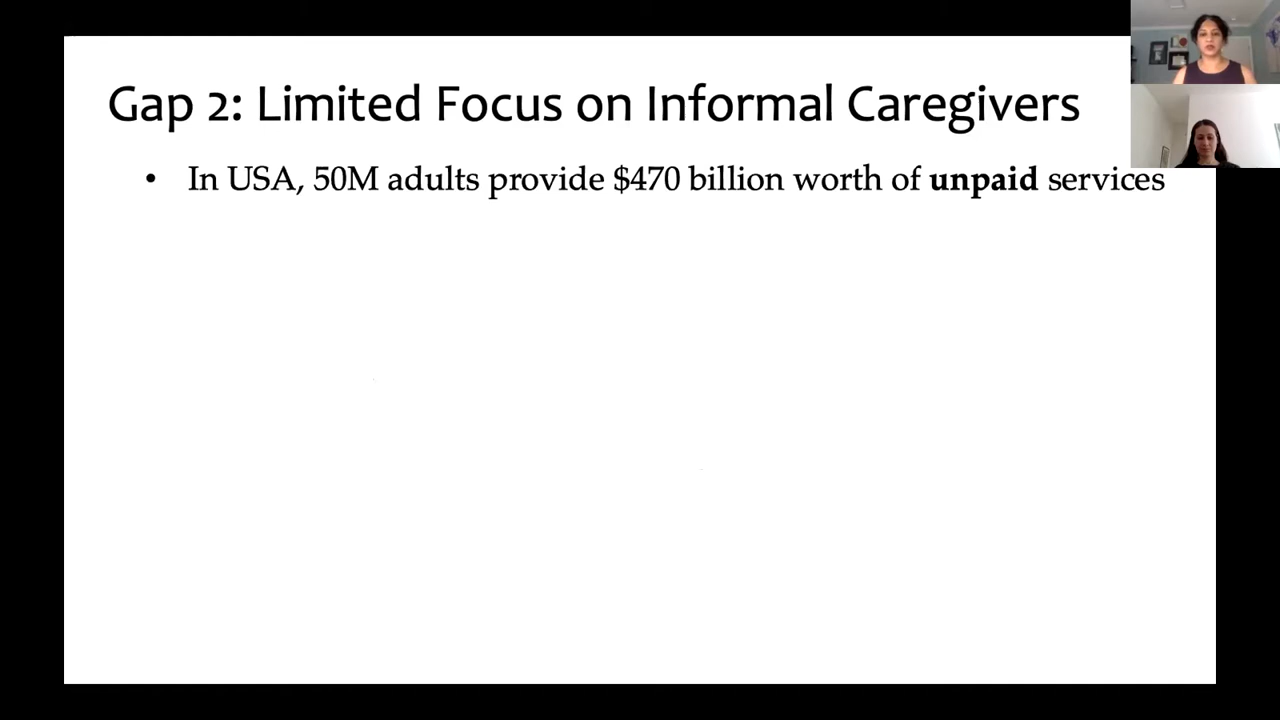 Gap 2: Limited Focus on Informal Caregivers
• In USA, 50M adults provide $470 billion worth of unpaid services